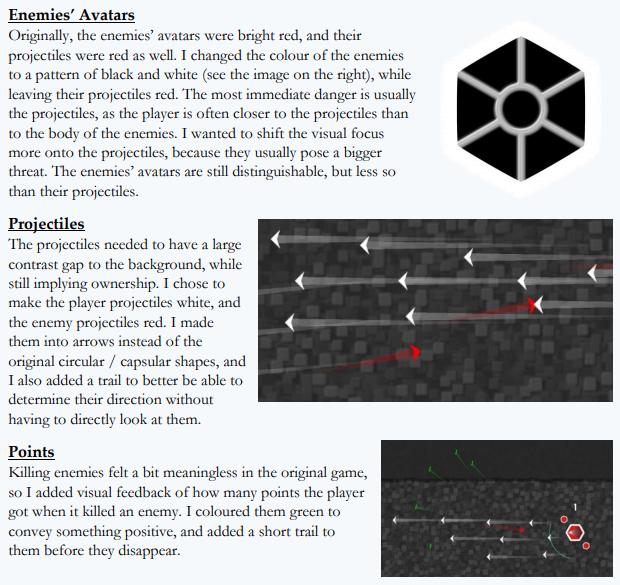 Enemies’ Avatars
Originally, the enemies’ avatars were bright red, and their
projectiles were red as well. I changed the colour of the enemies
to a pattern of black and white (see the image on the right), while
leaving their projectiles red. The most immediate danger is usually
the projectiles, as the player is often closer to the projectiles than
to the body of the enemies. I wanted to shift the visual focus
more onto the projectiles, because they usually pose a bigger
threat. The enemies’ avatars are still distinguishable, but less so
than their projectiles.
Projectiles
The projectiles needed to have a large
contrast gap to the background, while
still implying ownership. I chose to
make the player projectiles white, and
the enemy projectiles red. I made
them into arrows instead of the
original circular / capsular shapes, and
I also added a trail to better be able to
determine their direction without
having to directly look at them.
Points
Killing enemies felt a bit meaningless in the original game,
so I added visual feedback of how many points the player
got when it killed an enemy. I coloured them green to
convey something positive, and added a short trail to
them before they disappear.
1